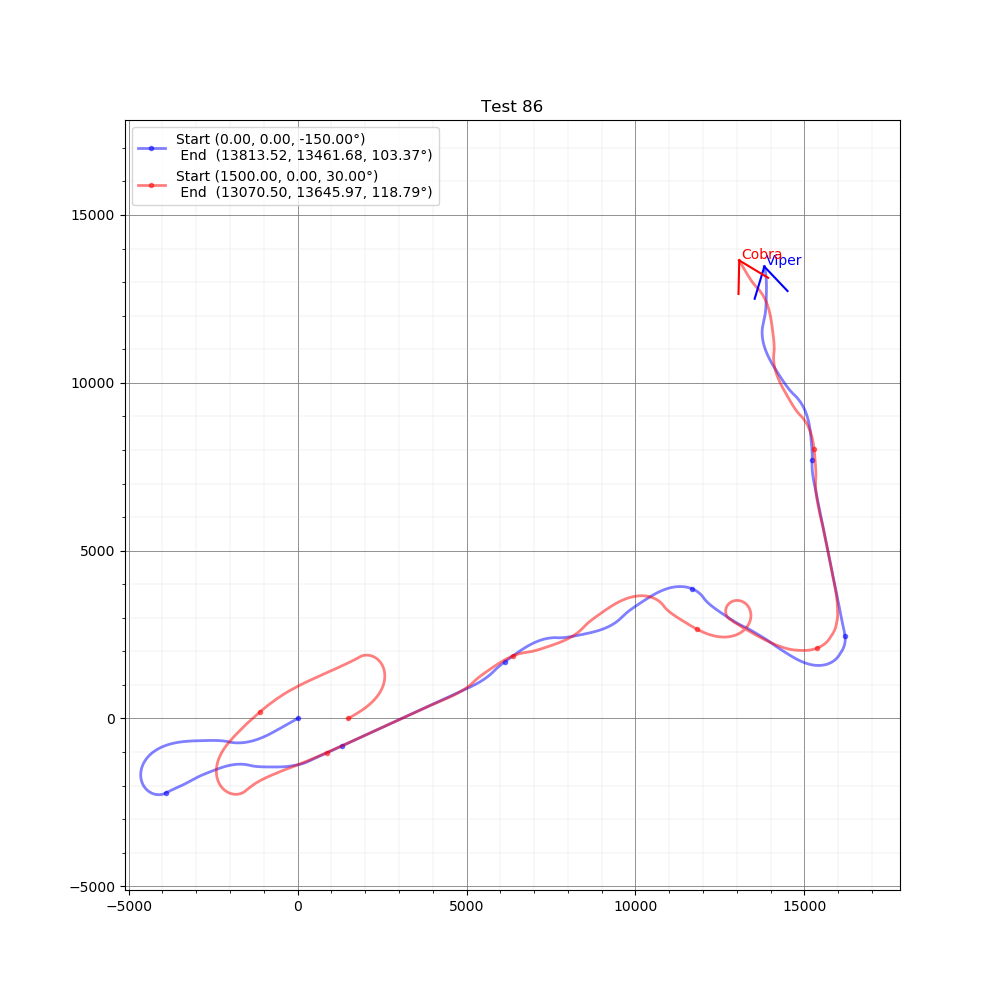 Test 86
Start (0.00, 0.00, -150.00°)
End  (13813.52, 13461.68, 103.37°)
Start (1500.00, 0.00, 30.00°)
End  (13070.50, 13645.97, 118.79°)
15000
10000
5000
0
−5000
Cobra
Viper
−5000
0
5000
10000
15000